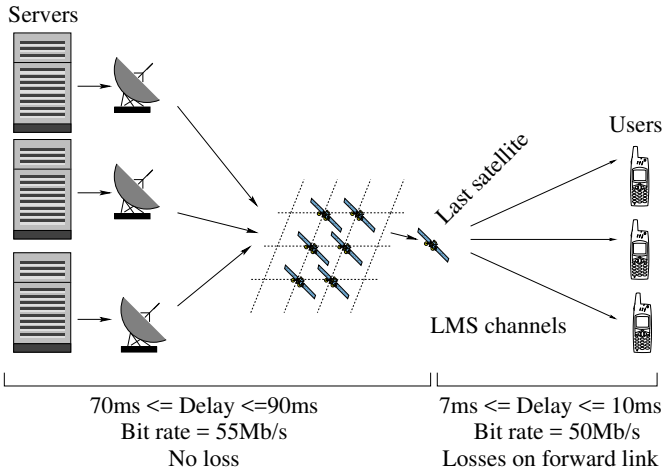 Servers
Users
Last satellite
LMS channels
70ms <= Delay <=90ms
Bit rate = 55Mb/s
No loss
7ms <= Delay <= 10ms
Bit rate = 50Mb/s
Losses on forward link